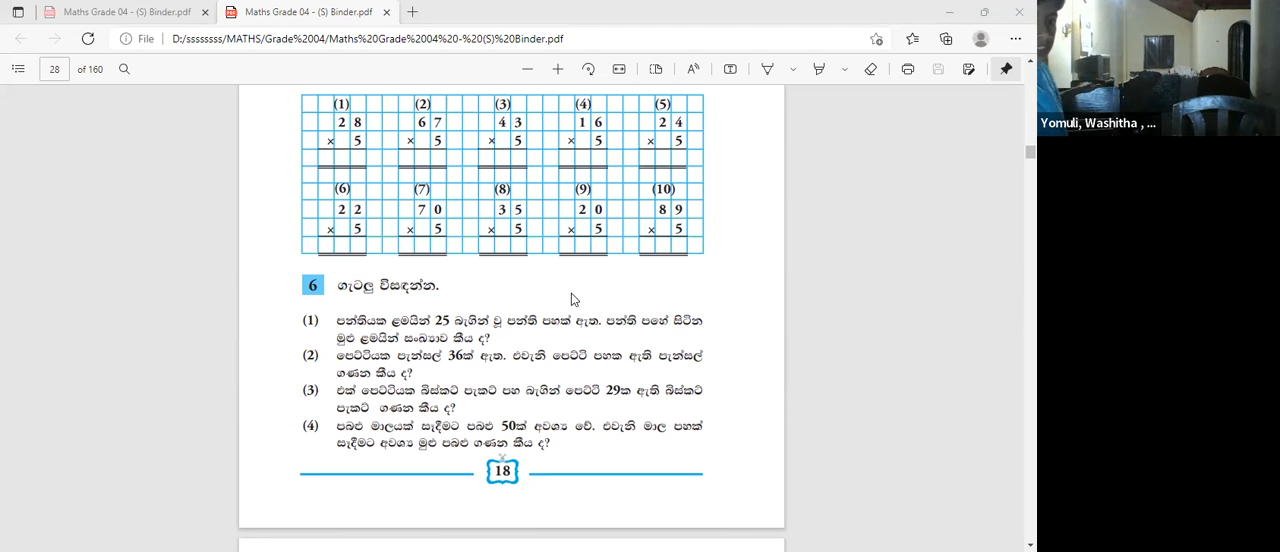 Maths Grade 04 - (S) Binder.pdf
Maths Grade 04 - (S) Binder.pdf
File D:/ssssssss/MATHS/Grade%2004/Maths%20Grade%2004%20-%20(S)%20Binder.pdf
28 of 160
Yomuli, Washitha , ...
(1) (2) (3) (4) (5)
2 8 6 7 4 3 1 6 2 4
× 5 × 5 × 5 × 5 × 5
(6) (7) (8) (9) (10)
2 2 7 0 3 5 2 0 8 9
× 5 × 5 × 5 × 5 × 5
6 ගැටලු විසඳන්න.
(1) පන්තියක ළමයින් 25 බැගින් වූ පන්ති පහක් ඇත. පන්ති පහේ සිටින
මුළු ළමයින් සංඛ්‍යාව කීය ද?
(2) පෙට්ටියක පැන්සල් 36ක් ඇත. එවැනි පෙට්ටි පහක ඇති පැන්සල්
ගණන කීය ද?
(3) එක් පෙට්ටියක බිස්කට් පැකට් පහ බැගින් පෙට්ටි 29ක ඇති බිස්කට්
පැකට් ගණන කීය ද?
(4) පබළු මාලයක් සෑදීමට පබළු 50ක් අවශ්‍ය වේ. එවැනි මාල පහක්
සෑදීමට අවශ්‍ය මුළු පබළු ගණන කීය ද?
18